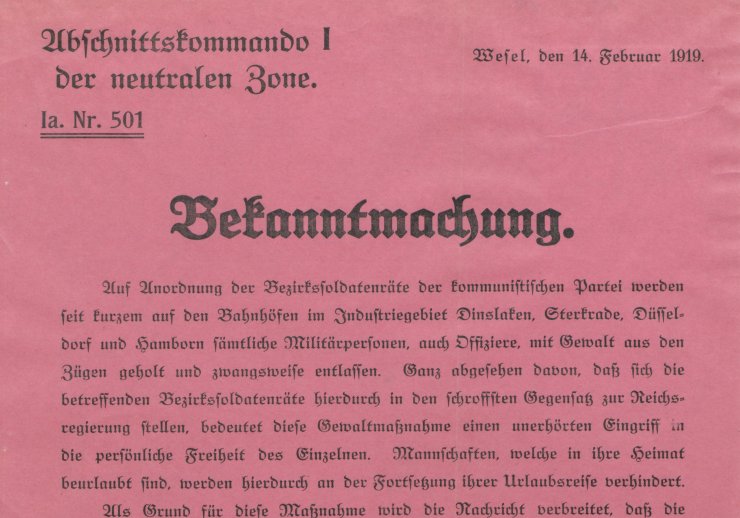 Abschnittskommando I
der neutralen Zone.
Wesel, den 14. Februar 1919.
Ia. Nr. 501
Bekanntmachung.
Auf Anordnung der Bezirkssoldatenräte der kommunistischen Partei werden
seit kurzem auf den Bahnhöfen im Industriegebiet Dinslaken, Sterkrade, Düssel-
dorf und Hamborn sämtliche Militärpersonen, auch Offiziere, mit Gewalt aus den
Zügen geholt und zwangsweise entlassen. Ganz abgesehen davon, daß sich die
betreffenden Bezirkssoldatenräte hierdurch in den schroffsten Gegensatz zur Reichs-
regierung stellen, bedeutet diese Gewaltmaßnahme einen unerhörten Eingriff in
die persönliche Freiheit des Einzelnen. Mannschaften, welche in ihre Heimat
beurlaubt sind, werden hierdurch an der Fortsetzung ihrer Urlaubsreise verhindert.
Als Grund für diese Maßnahme wird die Nachricht verbreitet, daß die